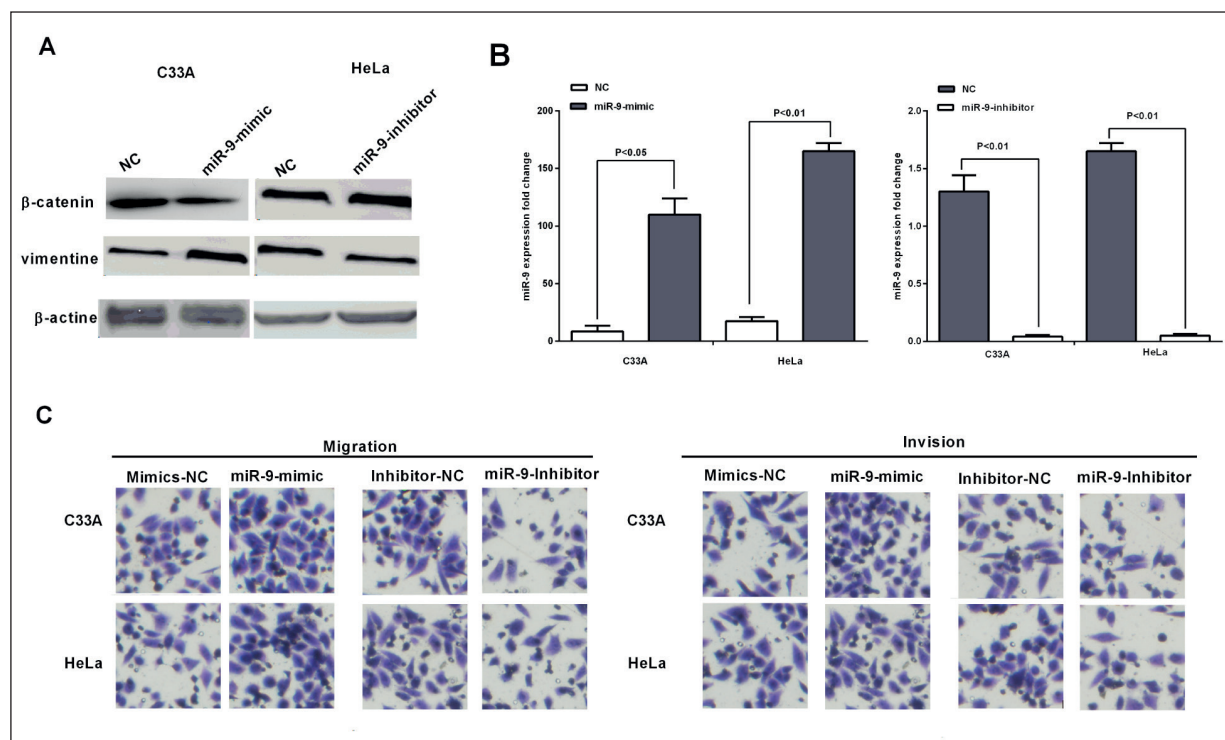 A
C33A
HeLa
NC
miR-9-mimic
NC
miR-9-inhibitor
β-catenin
vimentine
β-actine
B
NC
miR-9-mimic
miR-9 expression fold change
200
150
100
50
0
P<0.05
P<0.01
C33A
HeLa
NC
miR-9-inhibitor
miR-9 expression fold change
2.0
1.5
1.0
0.5
0.0
P<0.01
P<0.01
C33A
HeLa
C
Migration
Mimics-NC miR-9-mimic Inhibitor-NC miR-9-Inhibitor
C33A
HeLa
Invision
Mimics-NC miR-9-mimic Inhibitor-NC miR-9-Inhibitor
C33A
HeLa